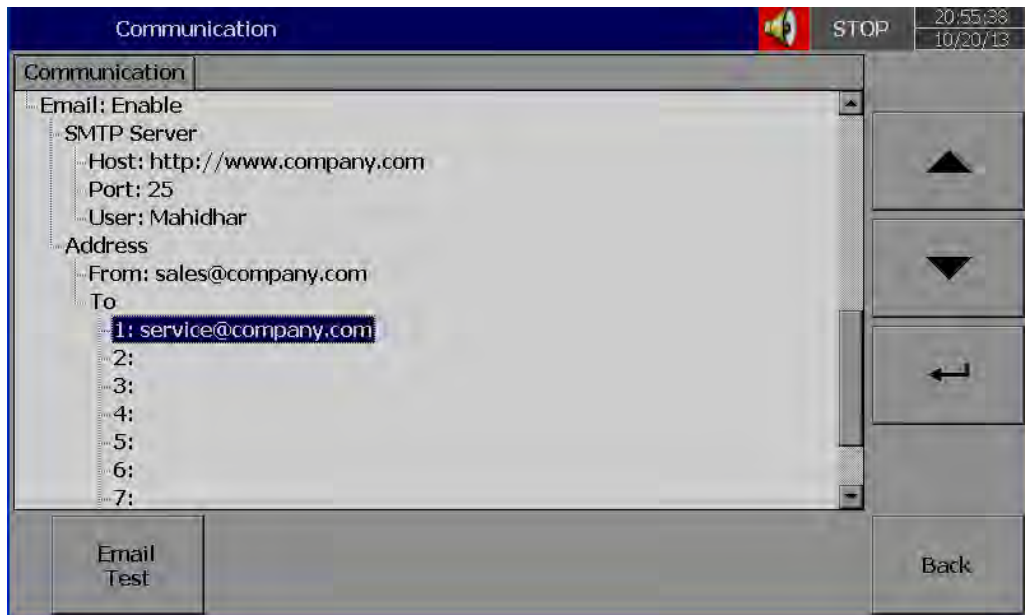 Communication
STOP
20:55:38
10/20/13
Communication
Email: Enable
SMTP Server
Host: http://www.company.com
Port: 25
User: Mahidhar
Address
From: sales@company.com
To
1: service@company.com
2:
3:
4:
5:
6:
7:
Email
Test
Back